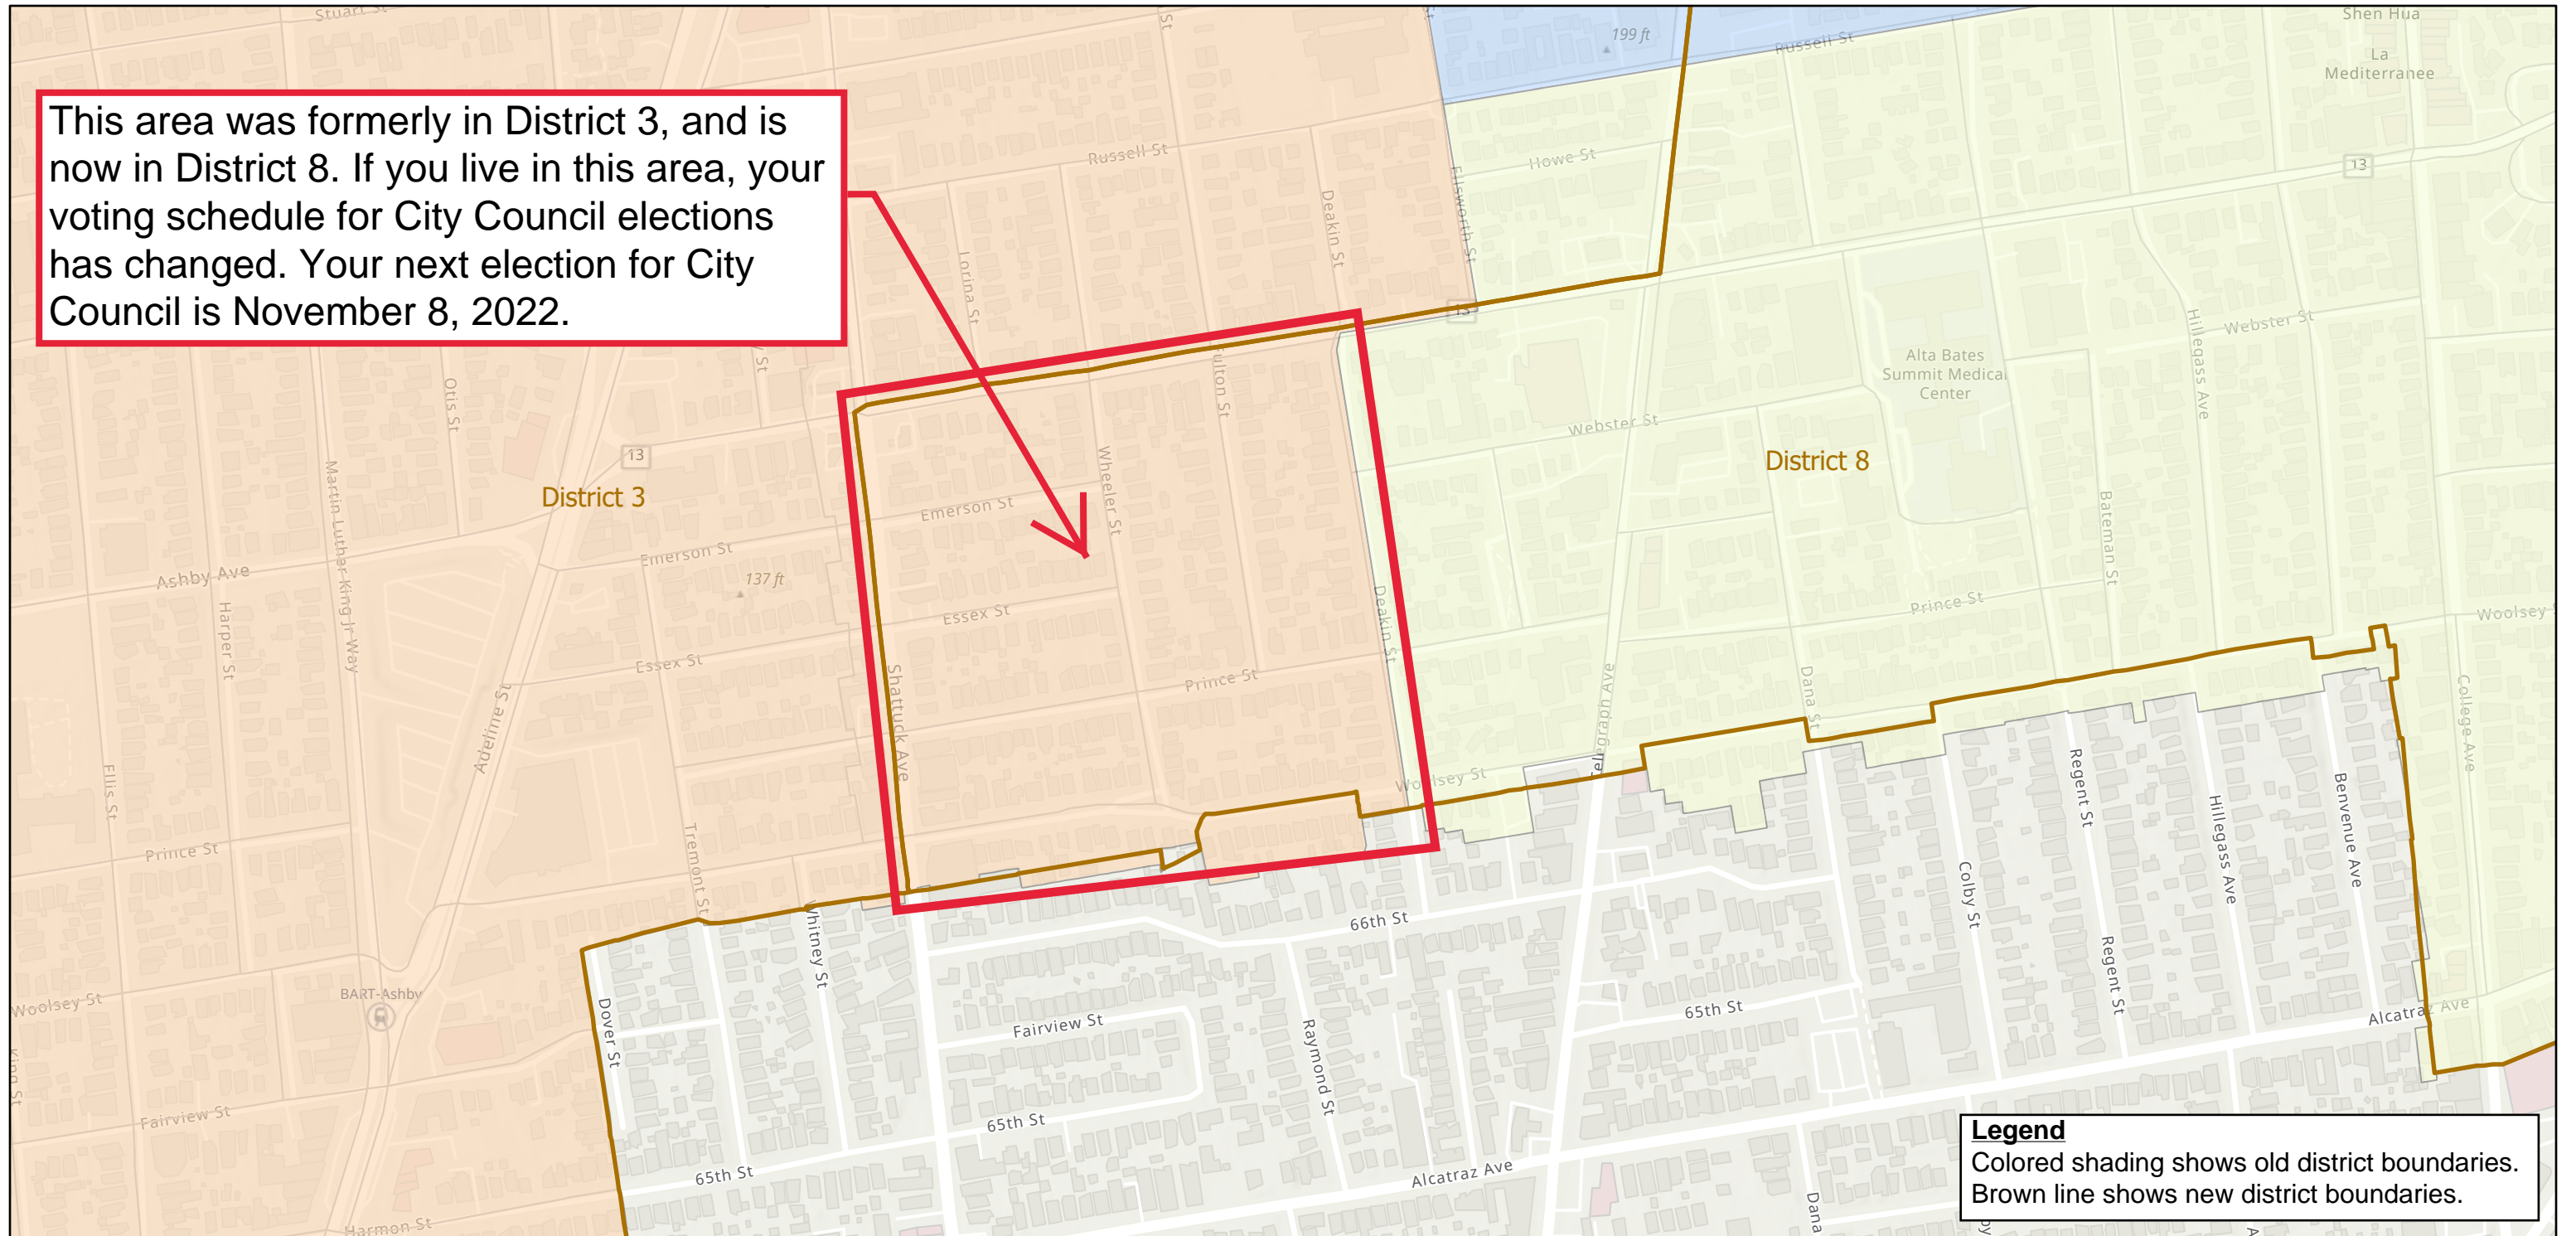 Stuart St
St
199 ft
Russell St
Shen Hua
La
Mediterranee
This area was formerly in District 3, and is
now in District 8. If you live in this area, your
voting schedule for City Council elections
has changed. Your next election for City
Council is November 8, 2022.
Russell St
Howe St
13
Ellsworth St
Deakin St
Lorina St
13
Webster St
Hillegass Ave
Alta Bates
Summit Medical
Center
Otis St
Fulton St
Webster St
District 8
13
Wheeler St
Martin Luther King Jr Way
District 3
Emerson St
Bateman St
Emerson St
Ashby Ave
137 ft
Harper St
Essex St
Deakin St
Prince St
Woolsey
Essex St
Shattuck Ave
Prince St
Dana St
Telegraph Ave
College Ave
Adeline St
Ellis St
Woolsey St
Regent St
Benvenue Ave
Hillegass Ave
Prince St
Tremont St
Colby St
Whitney St
66th St
Regent St
BART-Ashby
Woolsey St
Dover St
Fairview St
Raymond St
65th St
Alcatraz Ave
King St
Fairview St
65th St
65th St
Alcatraz Ave
Harmon St
Dana
Legend
Colored shading shows old district boundaries.
Brown line shows new district boundaries.